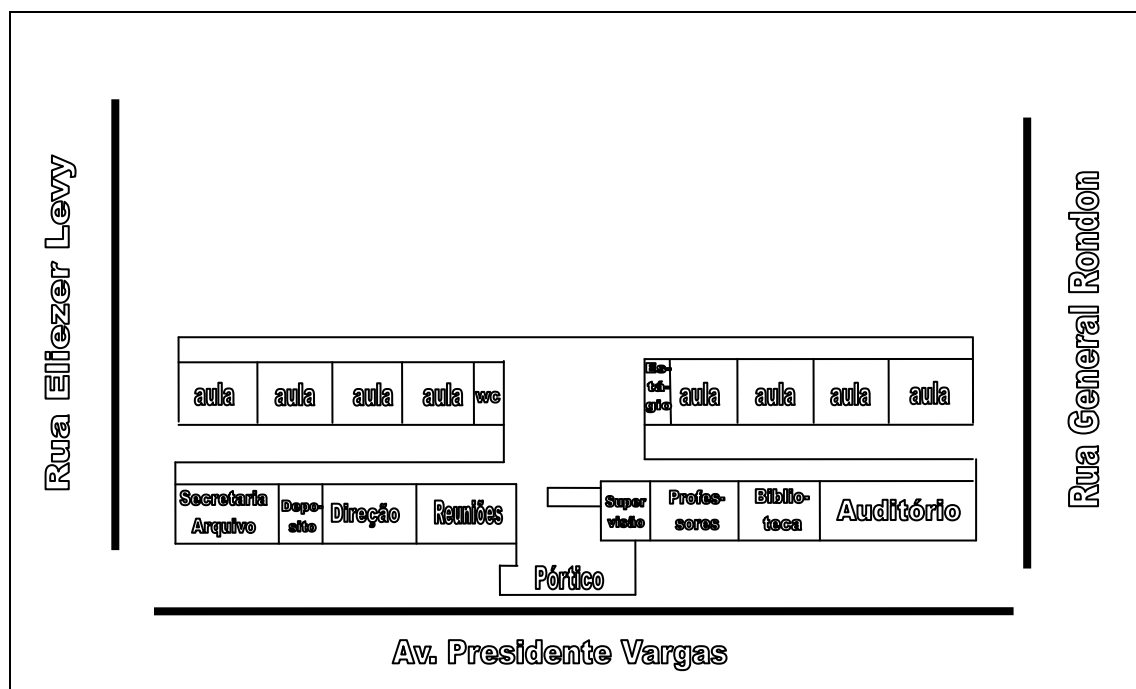 Rua Eliezer Levy
Rua General Rondon
aula
aula
aula
aula
wc
Es-
tá-
gio
aula
aula
aula
aula
Secretaria
Arquivo
Depo-
sito
Direção
Reuniões
Super
visão
Profes-
sores
Biblio-
teca
Auditório
Pórtico
Av. Presidente Vargas